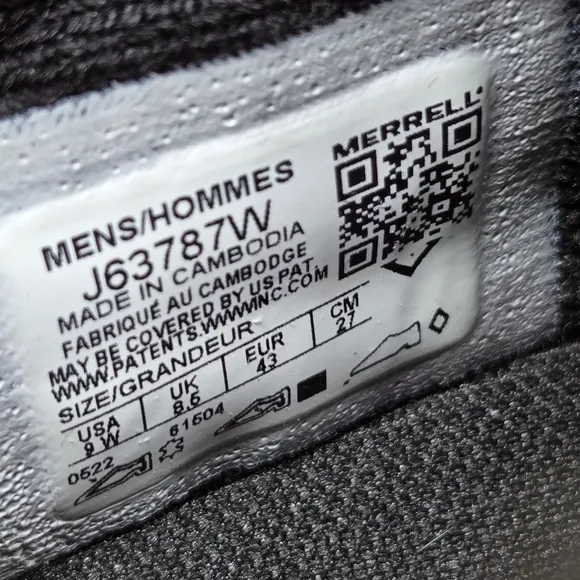 MERRELL
MENS/HOMMES
J63787W
MADE IN CAMBODIA
FABRIQUÉ AU CAMBODGE
MAY BE COVERED BY US PAT.
WWW.PATENTS.WWWINC.COM
SIZE/GRANDEUR
USA UK EUR CM
9 W 8.5 43 27
0522 61504